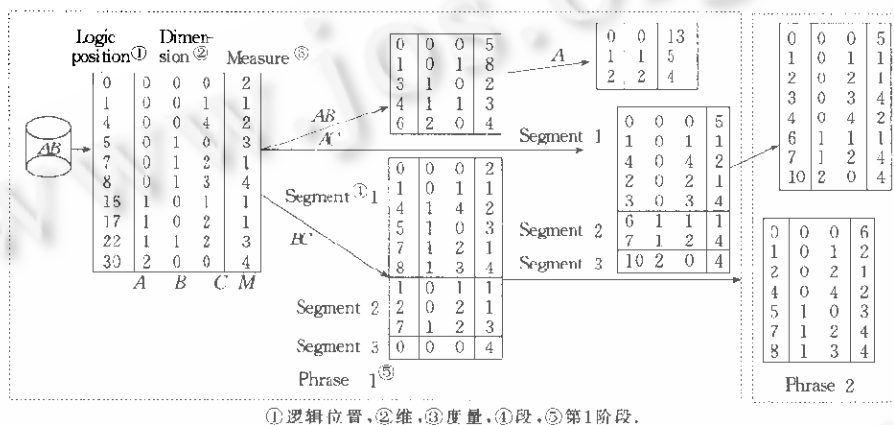 Logic position① Dimen-sion② Measure③
0 0 0 0 2
1 0 0 1 1
4 0 0 4 2
5 0 1 0 3
7 0 1 2 1
8 0 1 3 4
15 1 0 1 1
17 1 0 2 1
22 1 1 2 3
30 2 0 0 4
A B C M
AB
AB
AC
BC
0 0 0 5
1 0 1 8
3 1 0 2
4 1 1 3
6 2 0 4
A
0 0 13
1 1 5
2 2 4
Segment 1
0 0 0 5
1 0 1 1
4 0 4 2
2 0 2 1
3 0 3 4
Segment 2
6 1 1 1
7 1 2 4
Segment 3
10 2 0 4
Segment④ 1
0 0 0 2
1 0 1 1
4 1 4 2
5 1 0 3
7 1 2 1
8 1 3 4
Segment 2
1 0 1 1
2 0 2 1
7 1 2 3
Segment 3
0 0 0 4
Phrase 1⑤
0 0 0 5
1 0 1 1
2 0 2 1
3 0 3 4
4 0 4 2
6 1 1 1
7 1 2 4
10 2 0 4
0 0 0 6
1 0 1 2
2 0 2 1
4 0 4 2
5 1 0 3
7 1 2 4
8 1 3 4
Phrase 2
①逻辑位置,②维,③度量,④段,⑤第1阶段.